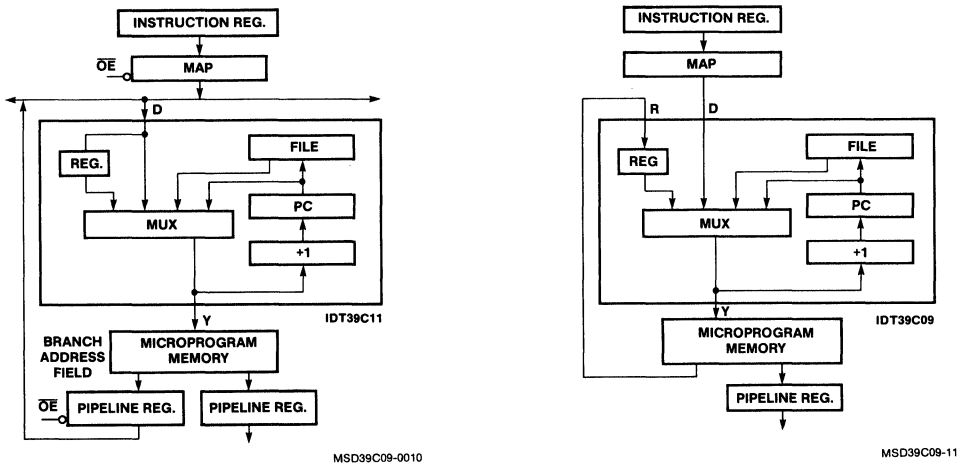 INSTRUCTION REG.
OE
MAP
D
REG.
FILE
PC
MUX
+1
IDT39C11
Y
BRANCH
ADDRESS
FIELD
MICROPROGRAM
MEMORY
OE
PIPELINE REG.
PIPELINE REG.
MSD39C09-0010
INSTRUCTION REG.
MAP
R
D
REG
FILE
PC
MUX
+1
IDT39C09
Y
MICROPROGRAM
MEMORY
PIPELINE REG.
MSD39C09-11